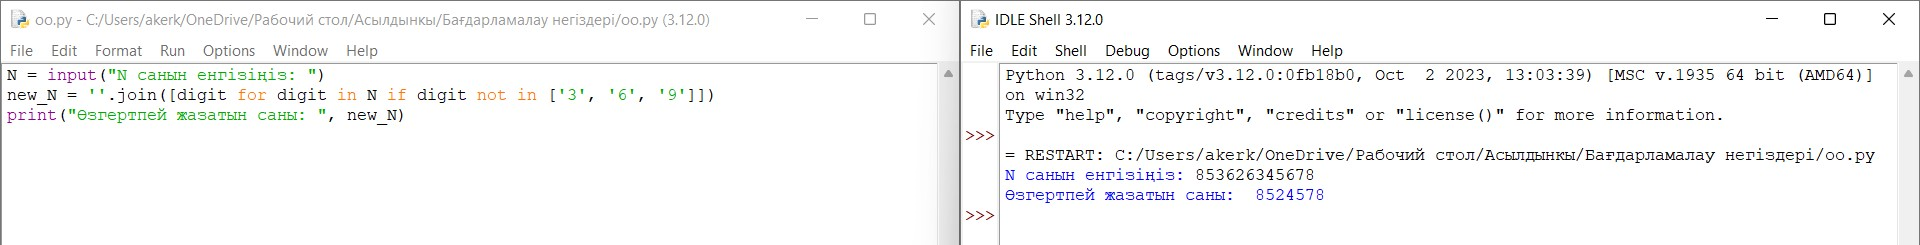 oo.py - C:/Users/akerk/OneDrive/Рабочий стол/Асылдынкы/Бағдарламалау негіздері/oo.py (3.12.0)
File Edit Format Run Options Window Help
N = input("N санын енгізіңіз: ")
new_N = ''.join([digit for digit in N if digit not in ['3', '6', '9']])
print("Өзгертпей жазатын саны: ", new_N)
IDLE Shell 3.12.0
File Edit Shell Debug Options Window Help
Python 3.12.0 (tags/v3.12.0:0fb18b0, Oct  2 2023, 13:03:39) [MSC v.1935 64 bit (AMD64)]
on win32
Type "help", "copyright", "credits" or "license()" for more information.
>>>
= RESTART: C:/Users/akerk/OneDrive/Рабочий стол/Асылдынкы/Бағдарламалау негіздері/oo.py
N санын енгізіңіз: 853626345678
Өзгертпей жазатын саны:  8524578
>>>